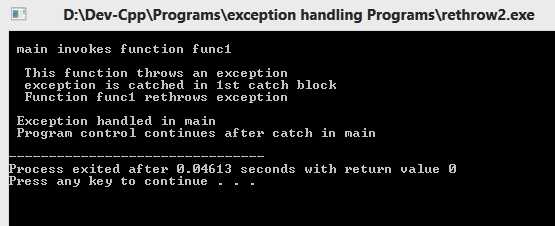 D:\Dev-Cpp\Programs\exception handling Programs\rethrow2.exe
main invokes function func1
This function throws an exception
exception is catched in 1st catch block
Function func1 rethrows exception
Exception handled in main
Program control continues after catch in main
--------------------------------
Process exited after 0.04613 seconds with return value 0
Press any key to continue . . .